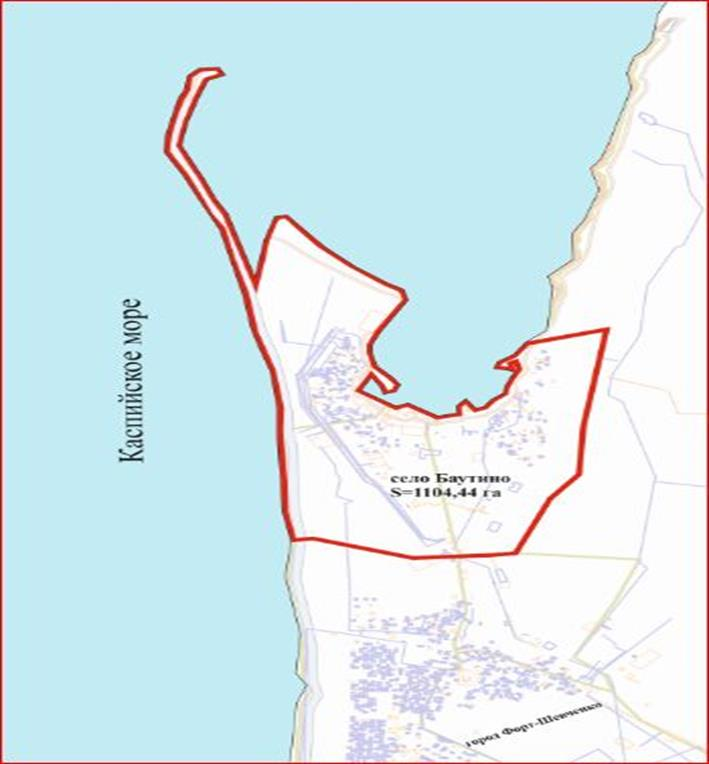 Каспийское море
село Баутино
S=1104,44 га
город Форт-Шевченко